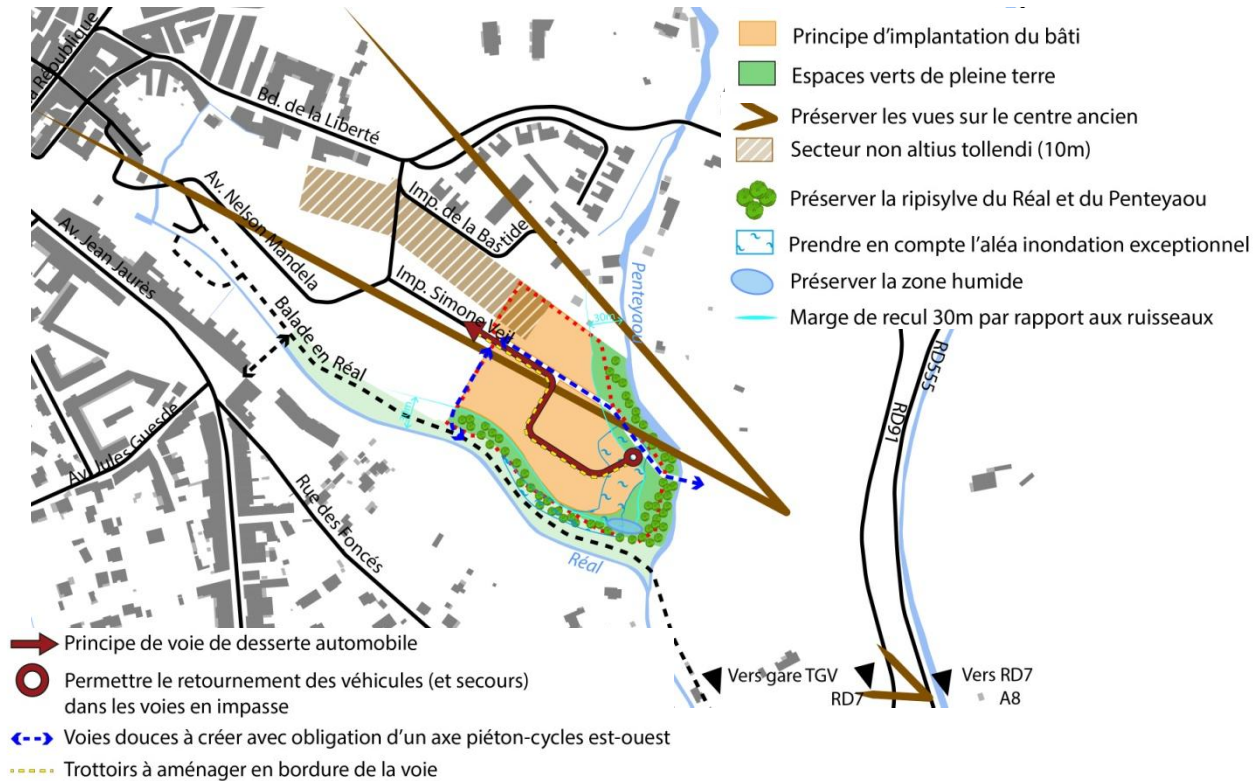 Principe d'implantation du bâti
Espaces verts de pleine terre
Préserver les vues sur le centre ancien
Secteur non altius tollendi (10m)
Préserver la ripisylve du Réal et du Penteyaou
Prendre en compte l'aléa inondation exceptionnel
Préserver la zone humide
Marge de recul 30m par rapport aux ruisseaux
République
Bd. de la Liberté
Av. Nelson Mandela
Imp. de la Bastide
Av. Jean Jaurès
Imp. Simone Veil
30m
Penteyaou
Balade en Réal
Av. Jules Guesde
Rue des Foncés
Réal
RD555
RD91
Vers gare TGV
RD7
Vers RD7
A8
Principe de voie de desserte automobile
Permettre le retournement des véhicules (et secours)
dans les voies en impasse
Voies douces à créer avec obligation d'un axe piéton-cycles est-ouest
Trottoirs à aménager en bordure de la voie